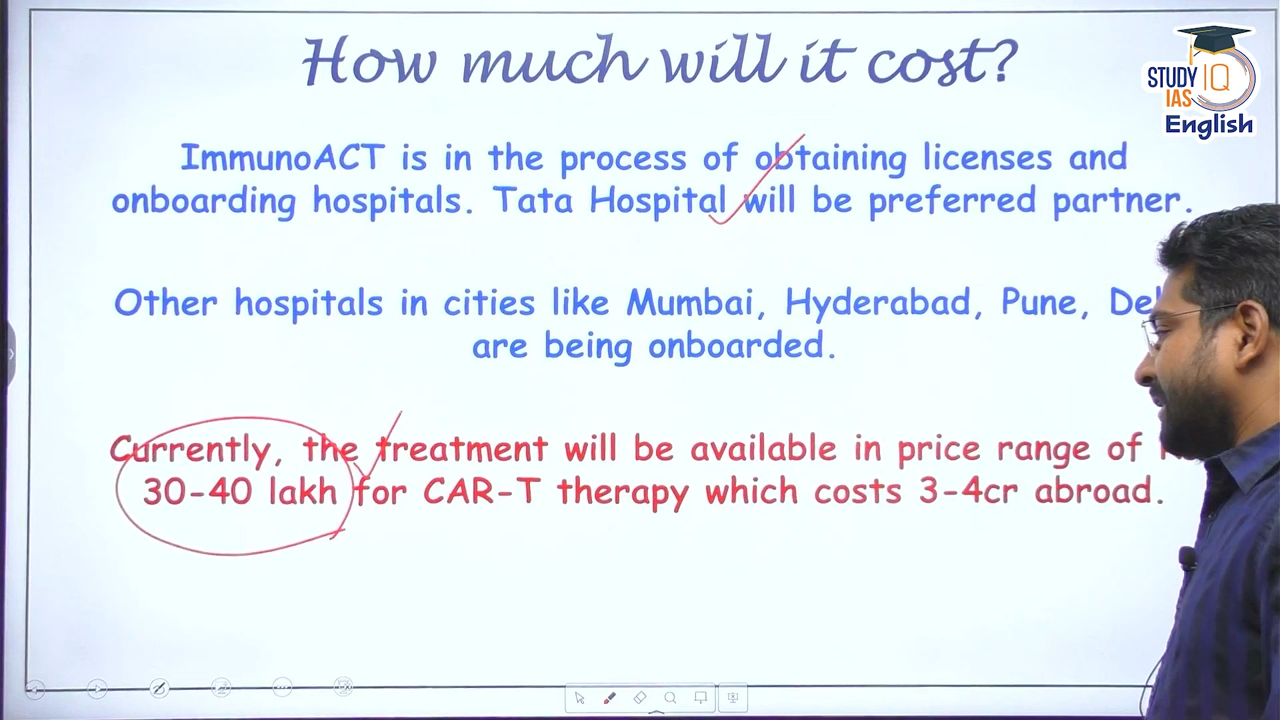 How much will it cost?
STUDY IQ
IAS
English
ImmunoACT is in the process of obtaining licenses and
onboarding hospitals. Tata Hospital will be preferred partner.
Other hospitals in cities like Mumbai, Hyderabad, Pune,
are being onboarded.
Currently, the treatment will be available in price range of
30-40 lakh for CAR-T therapy which costs 3-4cr abroad.